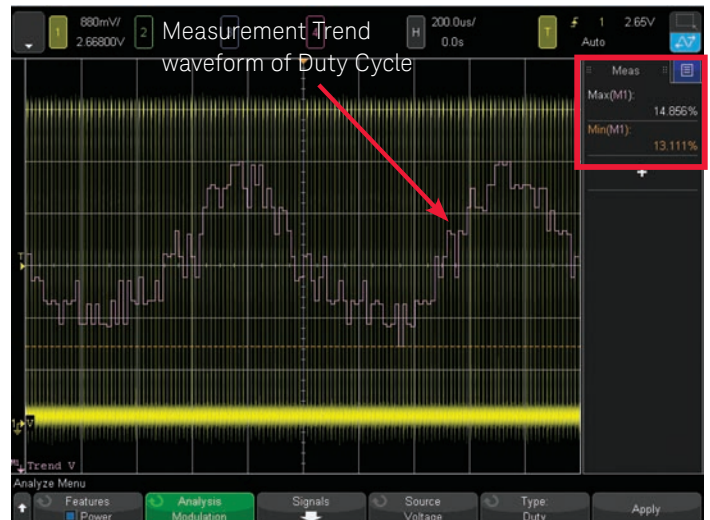 1
880mV/
2.66800V
2
4
H
200.0us/
0.0s
T
1
2.65V
Auto
Measurement Trend
waveform of Duty Cycle
Meas
Max(M1):
14.856%
Min(M1):
13.111%
T
1
V
Trend V
Analyze Menu
Features
Power
Analysis
Modulation
Signals
Source
Voltage
Type:
Duty
Apply